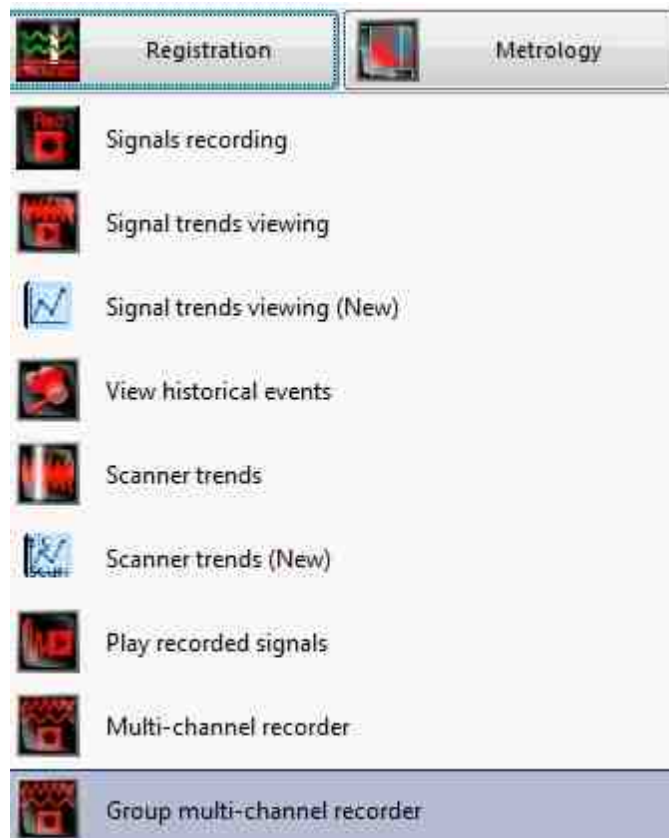 Registration
Metrology
Signals recording
Signal trends viewing
Signal trends viewing (New)
View historical events
Scanner trends
Scanner trends (New)
Play recorded signals
Multi-channel recorder
Group multi-channel recorder